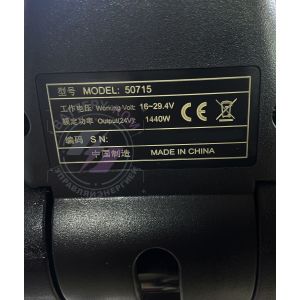 型号 MODEL: 50715
工作电压 Working Volt: 16~29.4V
额定功率 Output(24V): 1440W
CE
编码 S N:
中国制造 MADE IN CHINA